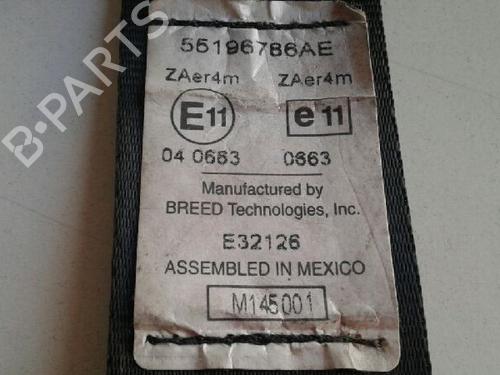 55196786AE
ZAer4m ZAer4m
E11 e11
04 0663 0663
Manufactured by
BREED Technologies, Inc.
E32126
ASSEMBLED IN MEXICO
M145001
B-PARTS